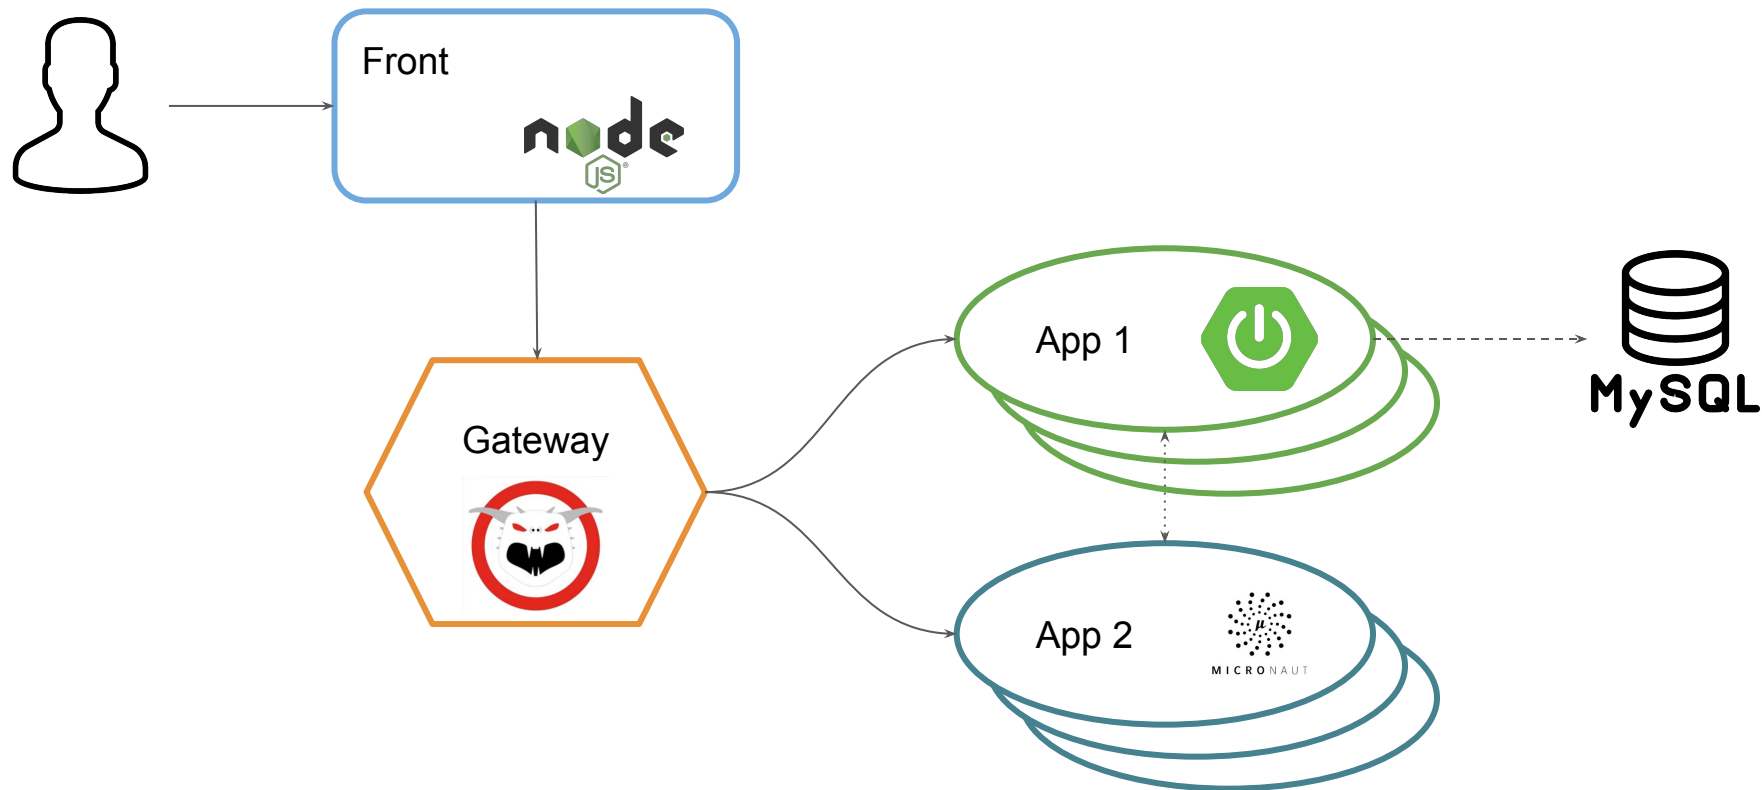 Front
node
JS®
Gateway
App 1
MySQL
App 2
μ
MICRONAUT